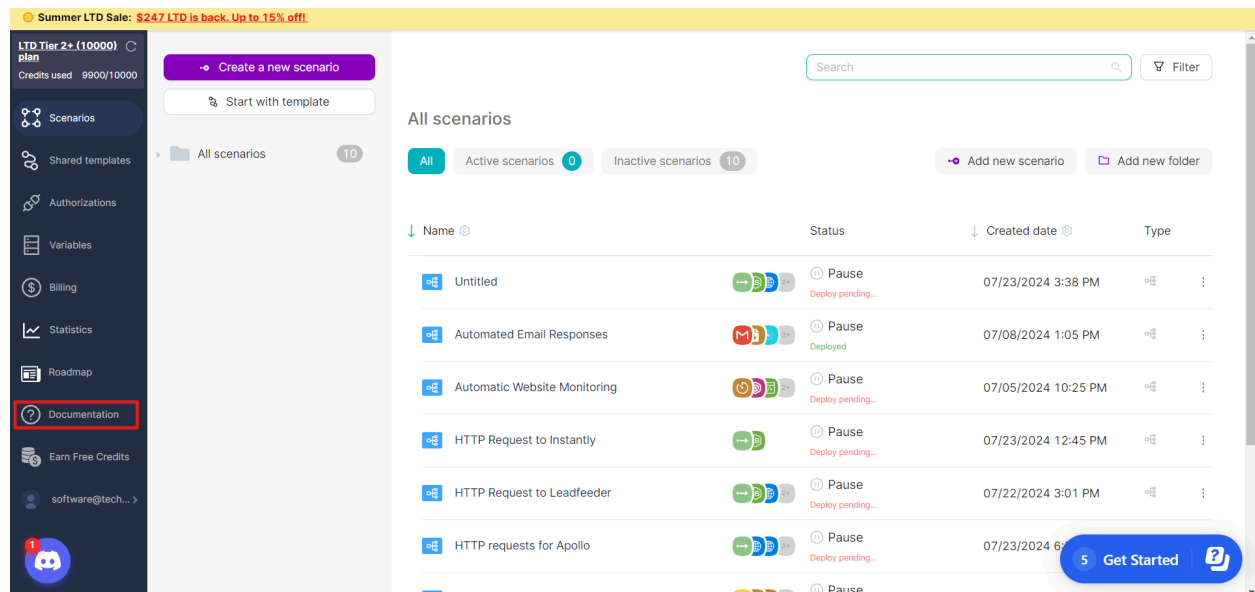 Summer LTD Sale: $247 LTD is back. Up to 15% off!
LTD Tier 2+ (10000)
plan
Credits used 9900/10000
Scenarios
Shared templates
Authorizations
Variables
Billing
Statistics
Roadmap
Documentation
Earn Free Credits
software@tech... >
1
Create a new scenario
Start with template
All scenarios 10
Search
Filter
All scenarios
All
Active scenarios 0
Inactive scenarios 10
Add new scenario
Add new folder
Name Status Created date Type
Untitled 2+ Pause 07/23/2024 3:38 PM
Deploy pending...
Automated Email Responses Pause 07/08/2024 1:05 PM
Deployed
Automatic Website Monitoring 2+ Pause 07/05/2024 10:25 PM
Deploy pending...
HTTP Request to Instantly Pause 07/23/2024 12:45 PM
Deploy pending...
HTTP Request to Leadfeeder 2+ Pause 07/22/2024 3:01 PM
Deploy pending...
HTTP requests for Apollo Pause 07/23/2024 6:
Deploy pending...
Pause
5 Get Started